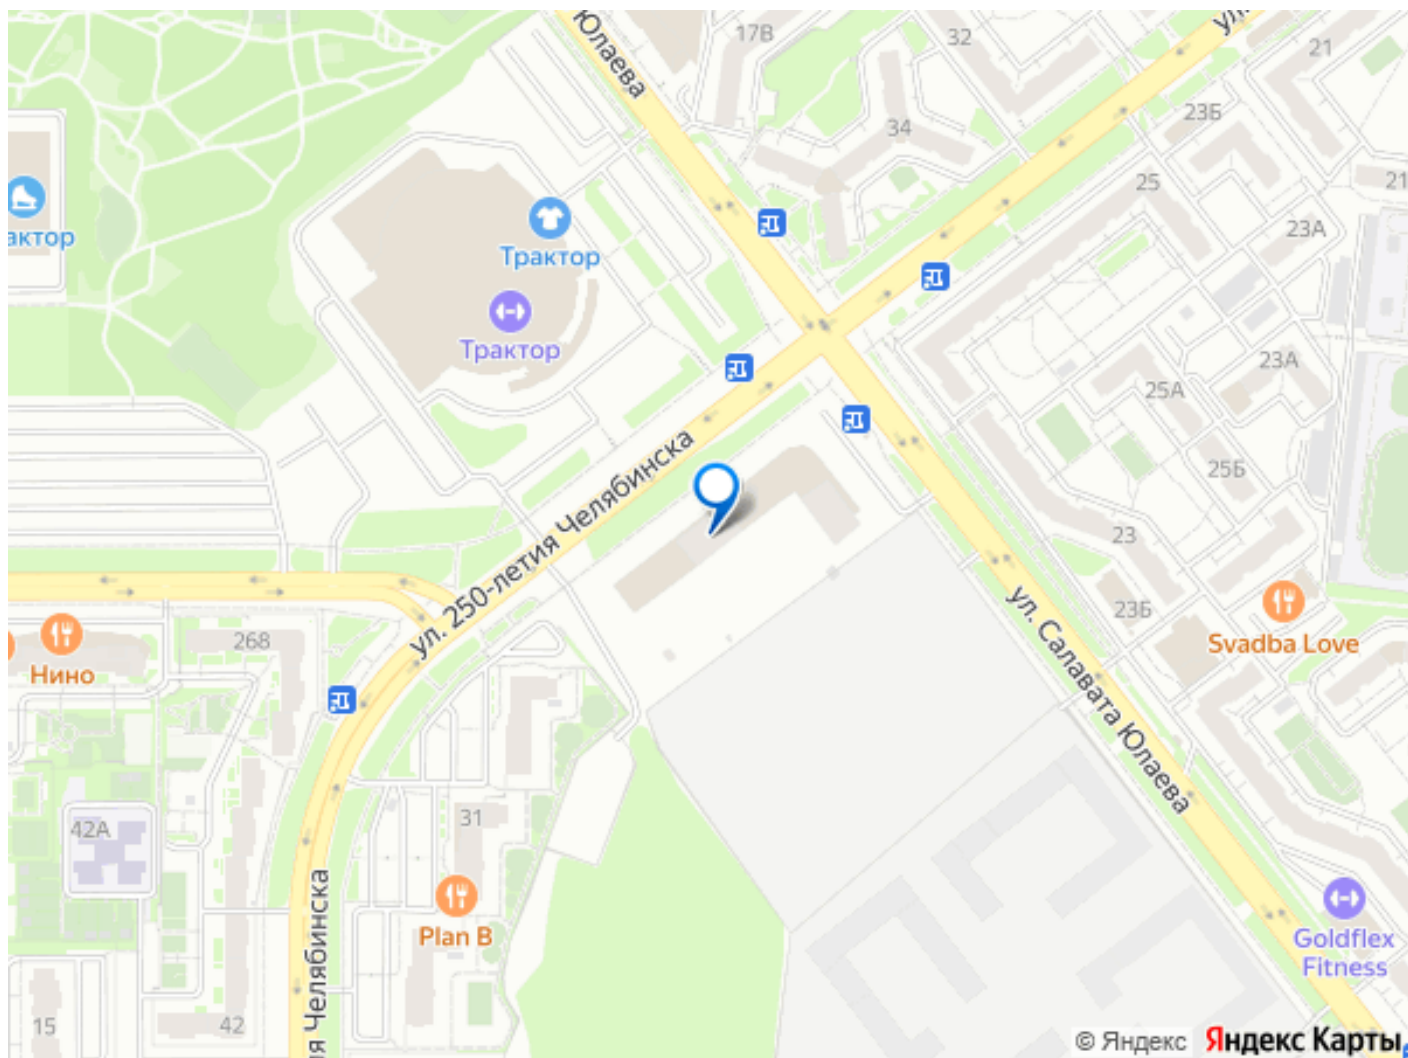 Юлаева
17В
32
ул.
21
23Б
34
25
21
актор
Трактор
23А
Трактор
23А
25А
ул. 250-летия Челябинска
25Б
23
23Б
ул. Салавата Юлаева
Svadba Love
268
Нино
31
42А
Plan B
Челябинска
Goldflex
Fitness
15
42
© Яндекс
Яндекс Карты